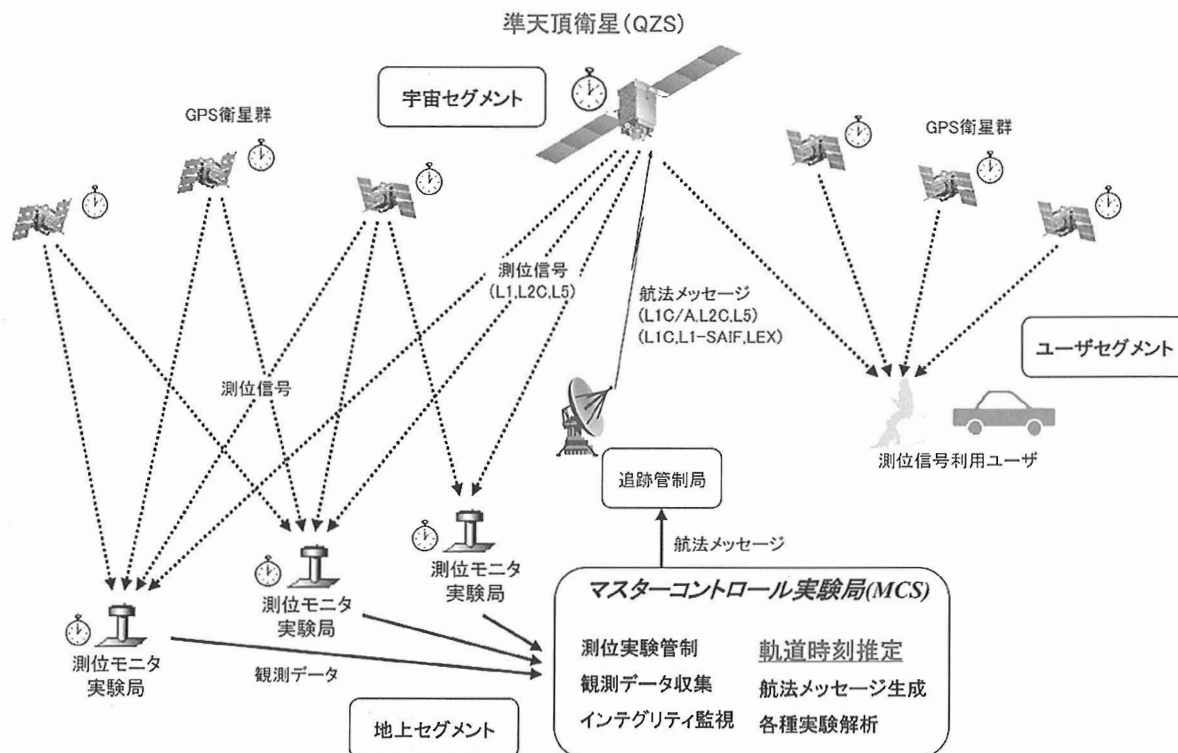 準天頂衛星(QZS)
宇宙セグメント
GPS衛星群
GPS衛星群
測位信号
(L1,L2C,L5)
航法メッセージ
(L1C/A,L2C,L5)
(L1C,L1-SAIF,LEX)
ユーザセグメント
測位信号
測位信号利用ユーザ
追跡管制局
航法メッセージ
測位モニタ
実験局
測位モニタ
実験局
測位モニタ
実験局
観測データ
マスターコントロール実験局(MCS)
測位実験管制
軌道時刻推定
観測データ収集
航法メッセージ生成
インテグリティ監視
各種実験解析
地上セグメント